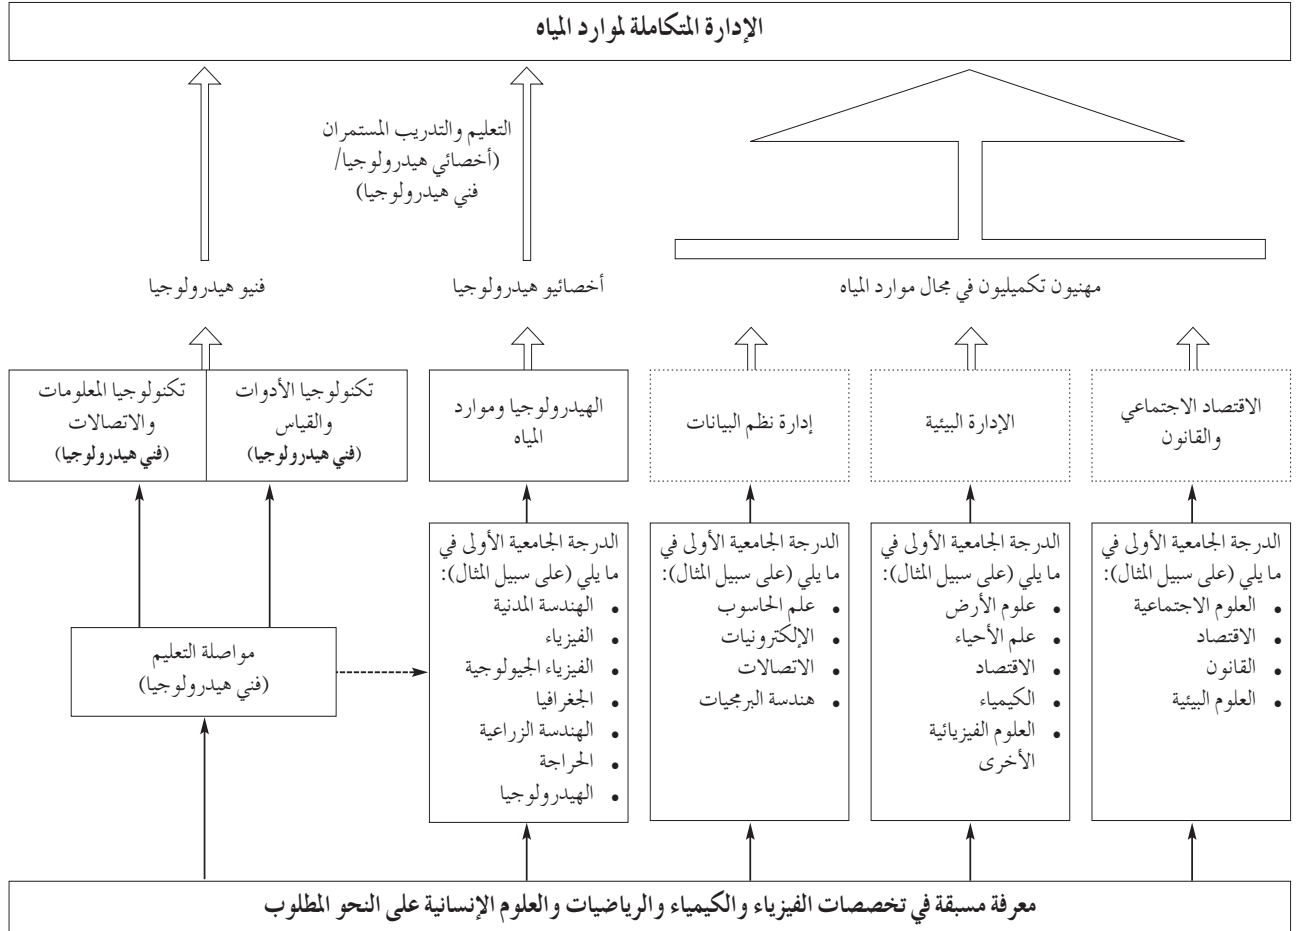 الإدارة المتكاملة لموارد المياه
التعليم والتدريب المستمران
(أخصائي هيدرولوجيا/
فني هيدرولوجيا)
مهنيون تكميليون في مجال موارد المياه
أخصائيو هيدرولوجيا
فنيو هيدرولوجيا
الاقتصاد الاجتماعي
والقانون
الإدارة البيئية
إدارة نظم البيانات
الهيدرولوجيا وموارد
المياه
تكنولوجيا الأدوات
والقياس
(فني هيدرولوجيا)
تكنولوجيا المعلومات
والاتصالات
(فني هيدرولوجيا)
الدرجة الجامعية الأولى في
ما يلي (على سبيل المثال):
• العلوم الاجتماعية
• الاقتصاد
• القانون
• العلوم البيئية
الدرجة الجامعية الأولى في
ما يلي (على سبيل المثال):
• علوم الأرض
• علم الأحياء
• الاقتصاد
• الكيمياء
• العلوم الفيزيائية
الأخرى
الدرجة الجامعية الأولى في
ما يلي (على سبيل المثال):
• علم الحاسوب
• الإلكترونيات
• الاتصالات
• هندسة البرمجيات
الدرجة الجامعية الأولى في
ما يلي (على سبيل المثال):
• الهندسة المدنية
• الفيزياء
• الفيزياء الجيولوجية
• الجغرافيا
• الهندسة الزراعية
• الحراجة
• الهيدرولوجيا
مواصلة التعليم
(فني هيدرولوجيا)
معرفة مسبقة في تخصصات الفيزياء والكيمياء والرياضيات والعلوم الإنسانية على النحو المطلوب